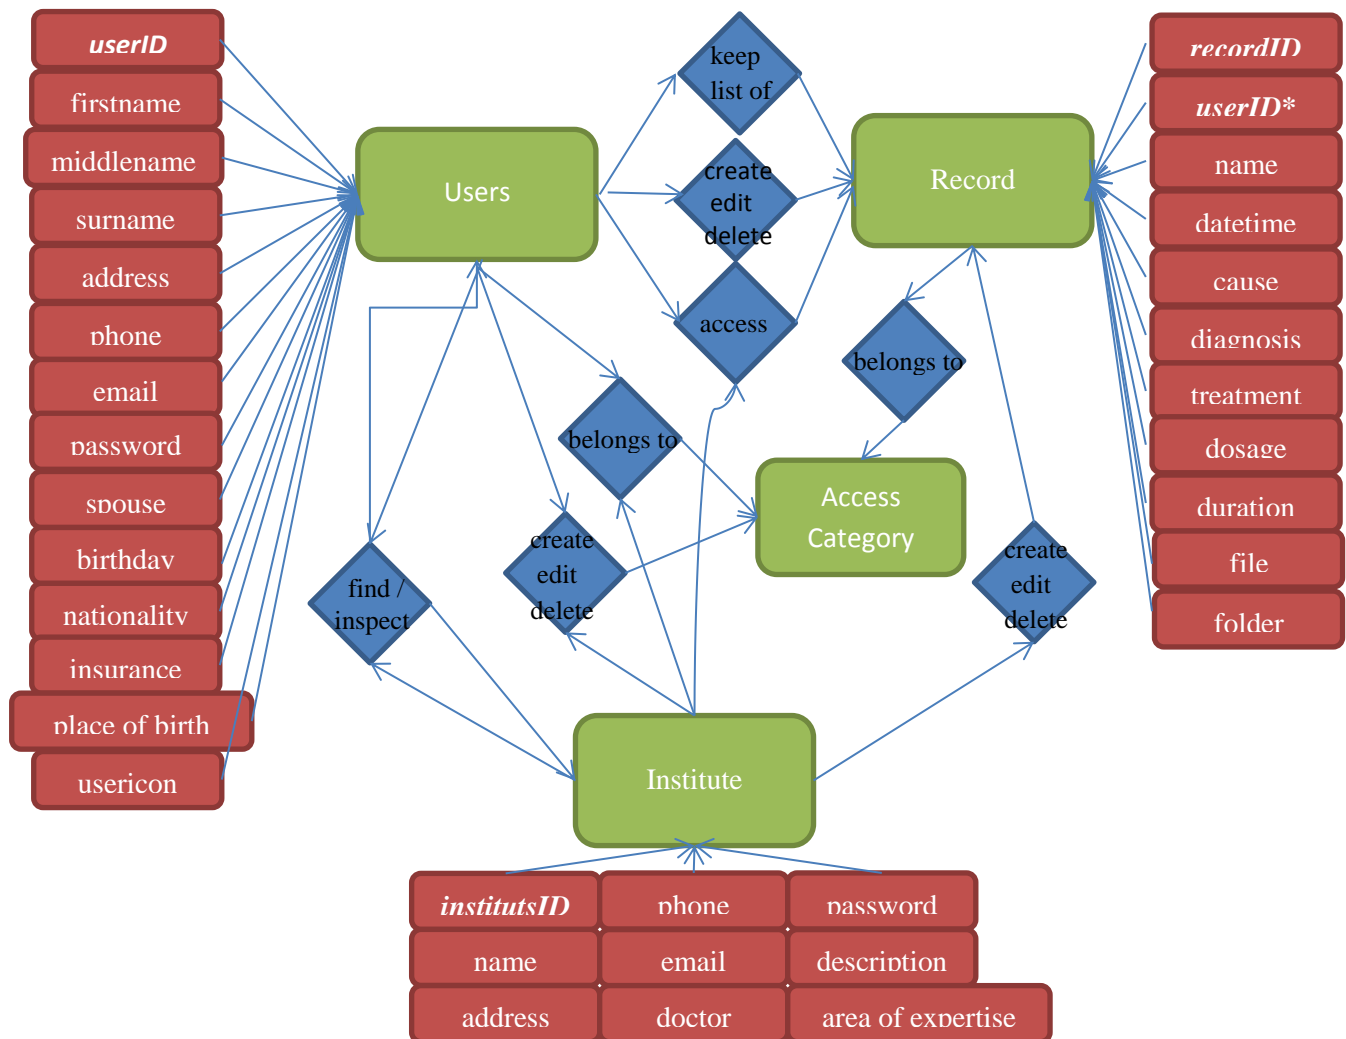 userID
firstname
middlename
surname
address
phone
email
password
spouse
birthday
nationality
insurance
place of birth
usericon
Users
keep
list of
create
edit
delete
access
Record
recordID
userID*
name
datetime
cause
diagnosis
treatment
dosage
duration
file
folder
belongs to
belongs to
Access
Category
create
edit
delete
find /
inspect
create
edit
delete
Institute
institutsID
phone
password
name
email
description
address
doctor
area of expertise